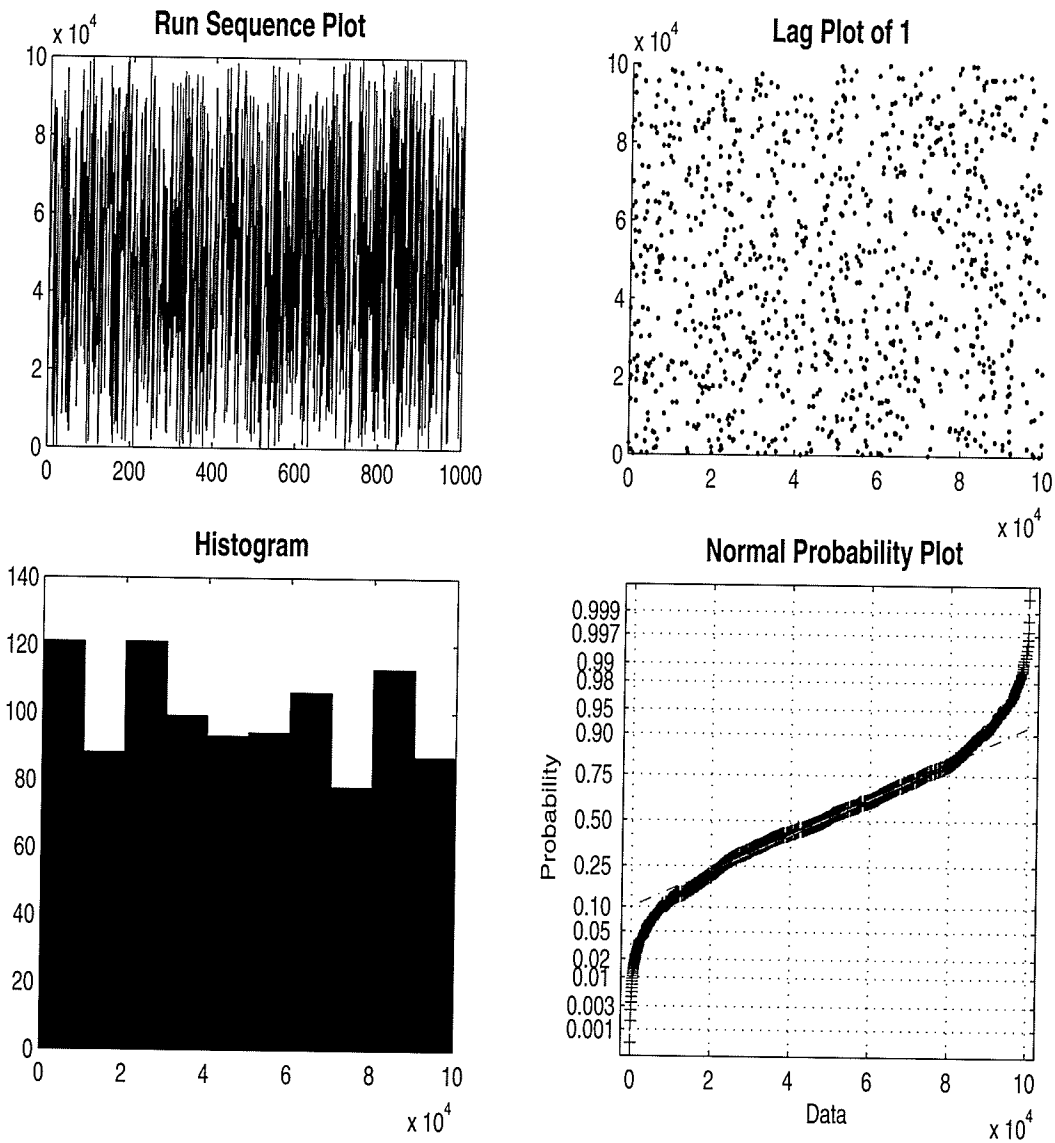 Run Sequence Plot
x 10^4
10
8
6
4
2
0
0 200 400 600 800 1000
Lag Plot of 1
x 10^4
10
8
6
4
2
0
0 2 4 6 8 10
x 10^4
Histogram
140
120
100
80
60
40
20
0
0 2 4 6 8 10
x 10^4
Normal Probability Plot
0.999
0.997
0.99
0.98
0.95
0.90
0.75
0.50
0.25
0.10
0.05
0.02
0.01
0.003
0.001
Probability
0 2 4 6 8 10
Data
x 10^4